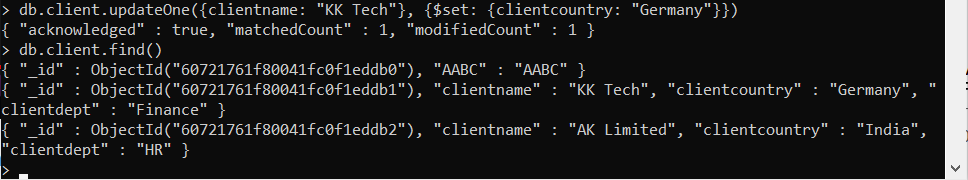 > db.client.updateOne({clientname: "KK Tech"}, {$set: {clientcountry: "Germany"}})
{ "acknowledged" : true, "matchedCount" : 1, "modifiedCount" : 1 }
> db.client.find()
{ "_id" : ObjectId("60721761f80041fc0f1eddb0"), "AABC" : "AABC" }
{ "_id" : ObjectId("60721761f80041fc0f1eddb1"), "clientname" : "KK Tech", "clientcountry" : "Germany", "
clientdept" : "Finance" }
{ "_id" : ObjectId("60721761f80041fc0f1eddb2"), "clientname" : "AK Limited", "clientcountry" : "India",
"clientdept" : "HR" }
>